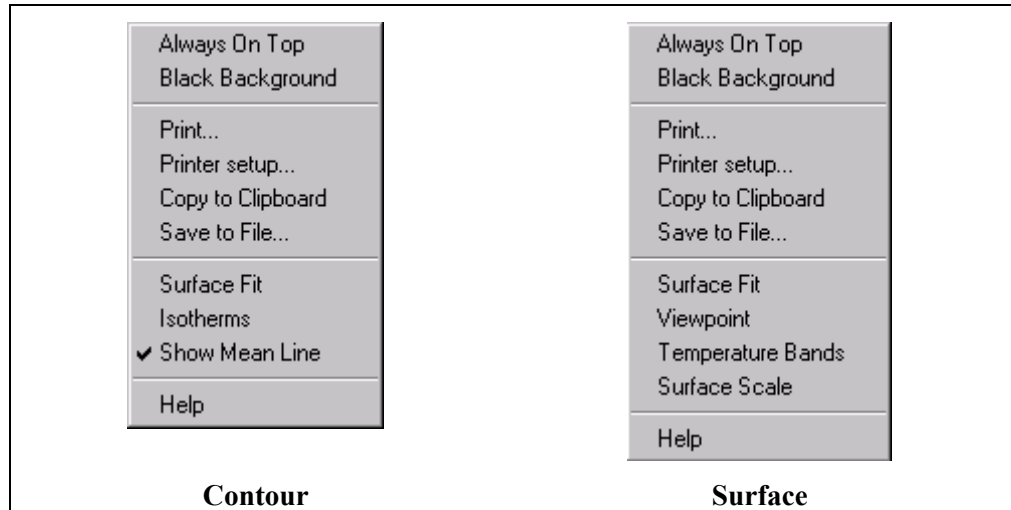 Always On Top
Black Background
Print...
Printer setup...
Copy to Clipboard
Save to File...
Surface Fit
Isotherms
✔ Show Mean Line
Help
Contour
Always On Top
Black Background
Print...
Printer setup...
Copy to Clipboard
Save to File...
Surface Fit
Viewpoint
Temperature Bands
Surface Scale
Help
Surface